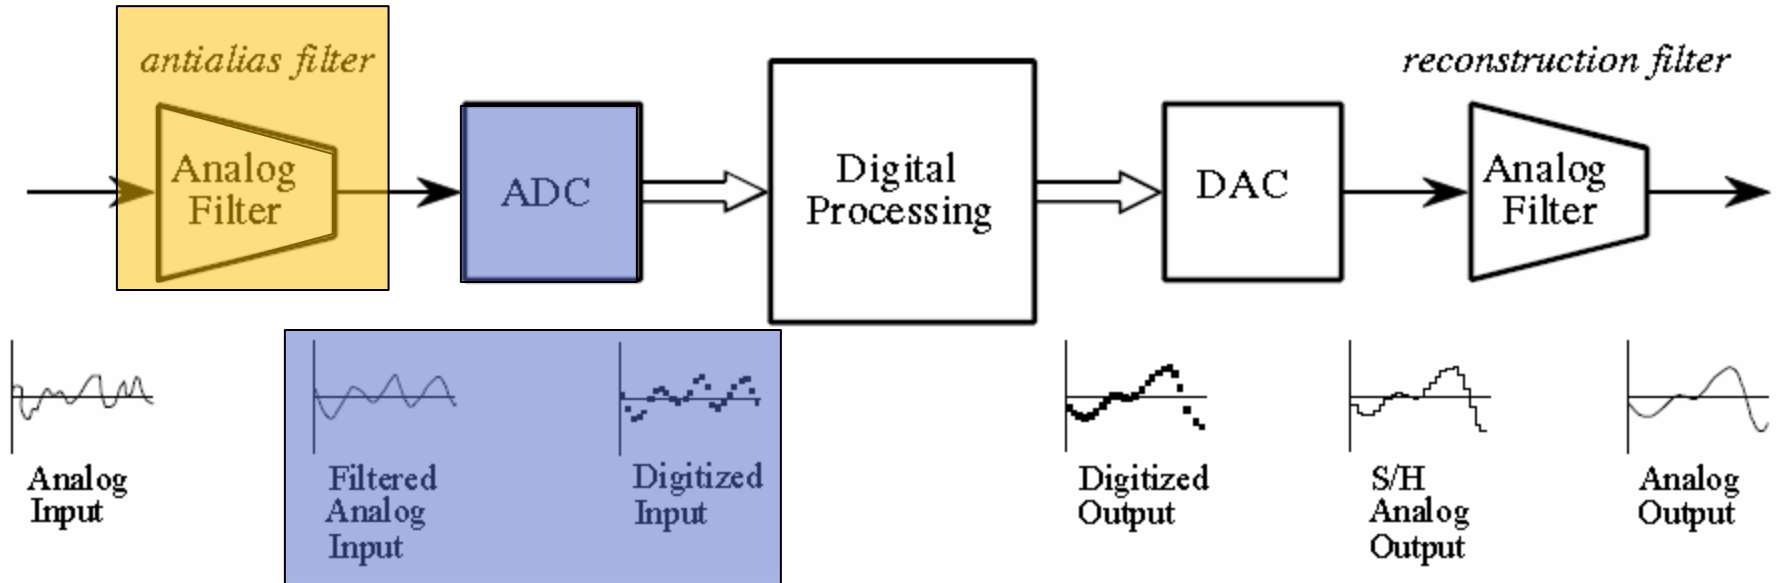 antialias filter
reconstruction filter
Analog
Filter
ADC
Digital
Processing
DAC
Analog
Filter
Analog
Input
Filtered
Analog
Input
Digitized
Input
Digitized
Output
S/H
Analog
Output
Analog
Output